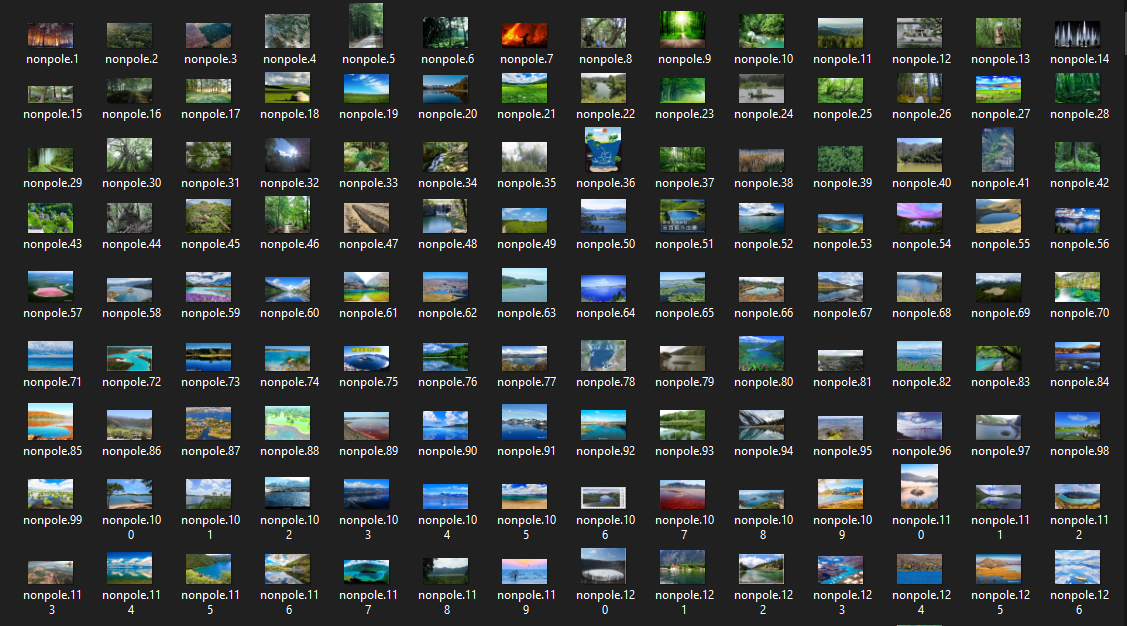 nonpole.1 nonpole.2 nonpole.3 nonpole.4 nonpole.5 nonpole.6 nonpole.7 nonpole.8 nonpole.9 nonpole.10 nonpole.11 nonpole.12 nonpole.13 nonpole.14
nonpole.15 nonpole.16 nonpole.17 nonpole.18 nonpole.19 nonpole.20 nonpole.21 nonpole.22 nonpole.23 nonpole.24 nonpole.25 nonpole.26 nonpole.27 nonpole.28
nonpole.29 nonpole.30 nonpole.31 nonpole.32 nonpole.33 nonpole.34 nonpole.35 nonpole.36 nonpole.37 nonpole.38 nonpole.39 nonpole.40 nonpole.41 nonpole.42
nonpole.43 nonpole.44 nonpole.45 nonpole.46 nonpole.47 nonpole.48 nonpole.49 nonpole.50 nonpole.51 nonpole.52 nonpole.53 nonpole.54 nonpole.55 nonpole.56
nonpole.57 nonpole.58 nonpole.59 nonpole.60 nonpole.61 nonpole.62 nonpole.63 nonpole.64 nonpole.65 nonpole.66 nonpole.67 nonpole.68 nonpole.69 nonpole.70
nonpole.71 nonpole.72 nonpole.73 nonpole.74 nonpole.75 nonpole.76 nonpole.77 nonpole.78 nonpole.79 nonpole.80 nonpole.81 nonpole.82 nonpole.83 nonpole.84
nonpole.85 nonpole.86 nonpole.87 nonpole.88 nonpole.89 nonpole.90 nonpole.91 nonpole.92 nonpole.93 nonpole.94 nonpole.95 nonpole.96 nonpole.97 nonpole.98
nonpole.99 nonpole.10 nonpole.10 nonpole.10 nonpole.10 nonpole.10 nonpole.10 nonpole.10 nonpole.10 nonpole.10 nonpole.10 nonpole.11 nonpole.11 nonpole.11
0 1 2 3 4 5 6 7 8 9 0 1 2
nonpole.11 nonpole.11 nonpole.11 nonpole.11 nonpole.11 nonpole.11 nonpole.11 nonpole.12 nonpole.12 nonpole.12 nonpole.12 nonpole.12 nonpole.12 nonpole.12
3 4 5 6 7 8 9 0 1 2 3 4 5 6